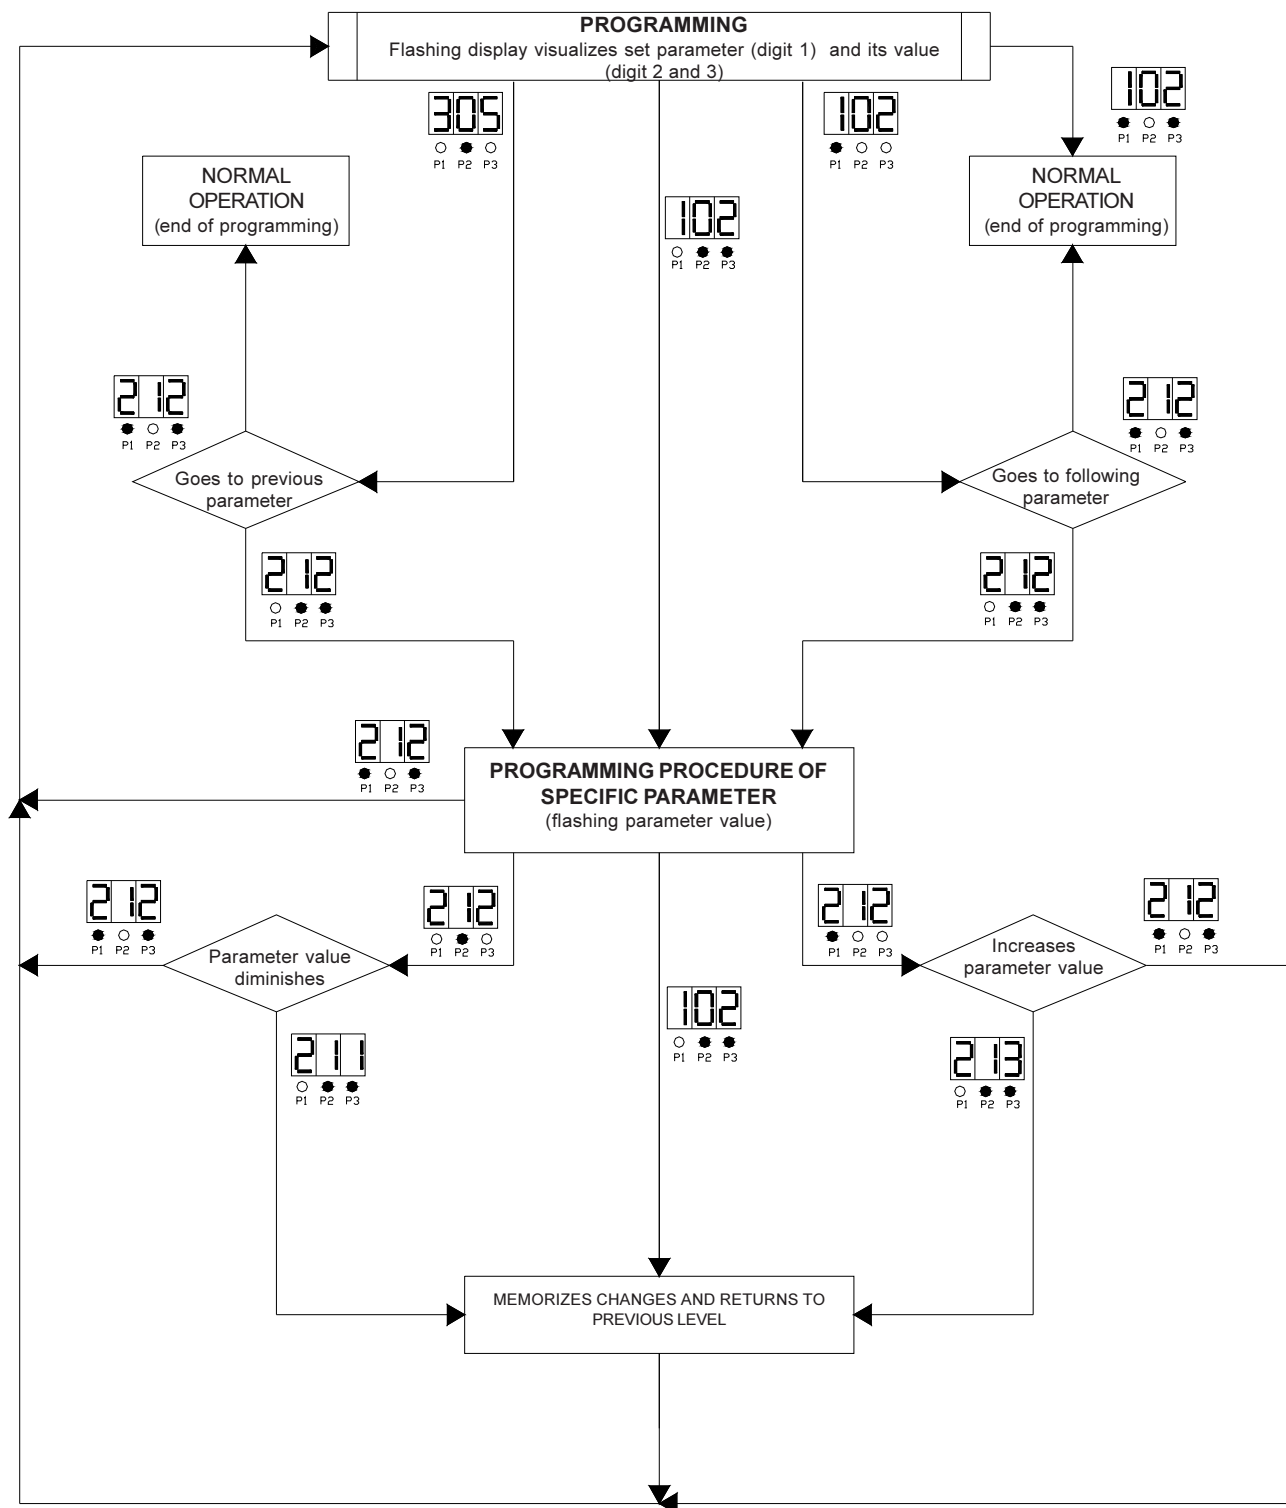 PROGRAMMING
Flashing display visualizes set parameter (digit 1) and its value
(digit 2 and 3)
305
P1 P2 P3
102
P1 P2 P3
102
P1 P2 P3
NORMAL
OPERATION
(end of programming)
102
P1 P2 P3
NORMAL
OPERATION
(end of programming)
212
P1 P2 P3
212
P1 P2 P3
Goes to previous
parameter
Goes to following
parameter
212
P1 P2 P3
212
P1 P2 P3
212
P1 P2 P3
PROGRAMMING PROCEDURE OF
SPECIFIC PARAMETER
(flashing parameter value)
212
P1 P2 P3
212
P1 P2 P3
212
P1 P2 P3
212
P1 P2 P3
Parameter value
diminishes
Increases
parameter value
102
P1 P2 P3
211
P1 P2 P3
213
P1 P2 P3
MEMORIZES CHANGES AND RETURNS TO
PREVIOUS LEVEL